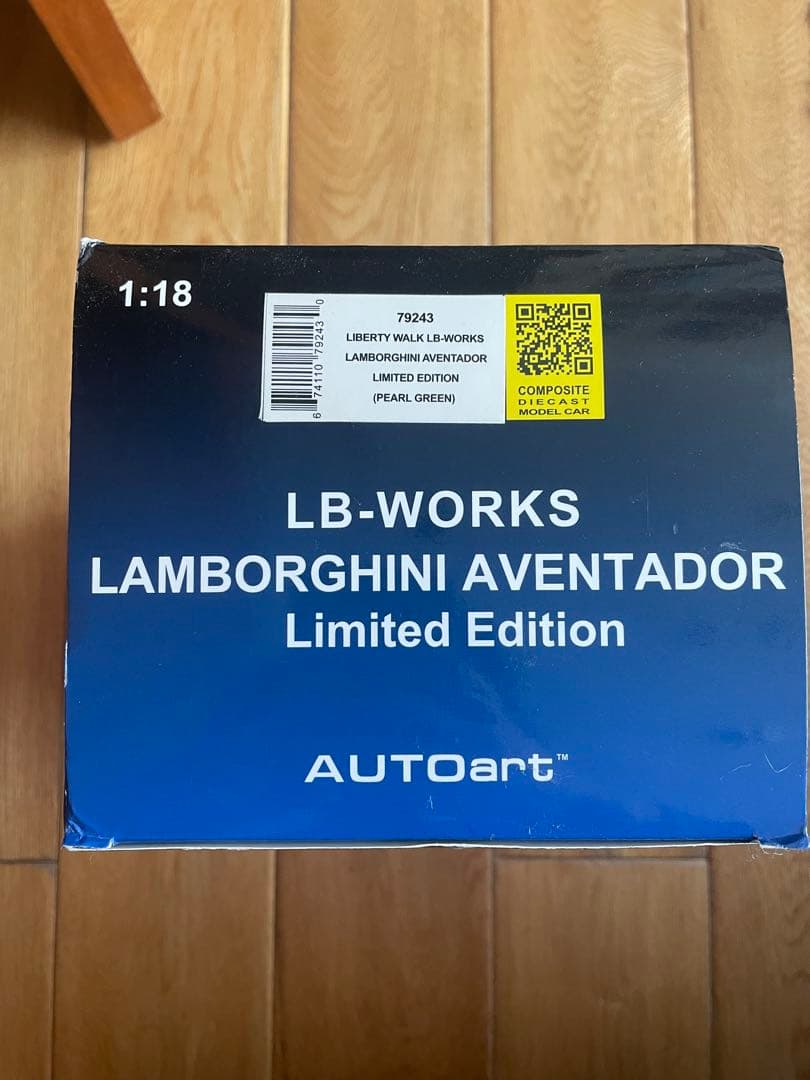 1:18
79243
LIBERTY WALK LB-WORKS
LAMBORGHINI AVENTADOR
LIMITED EDITION
(PEARL GREEN)
6 74110 79243 0
COMPOSITE
DIECAST
MODEL CAR
LB-WORKS
LAMBORGHINI AVENTADOR
Limited Edition
AUTOart™